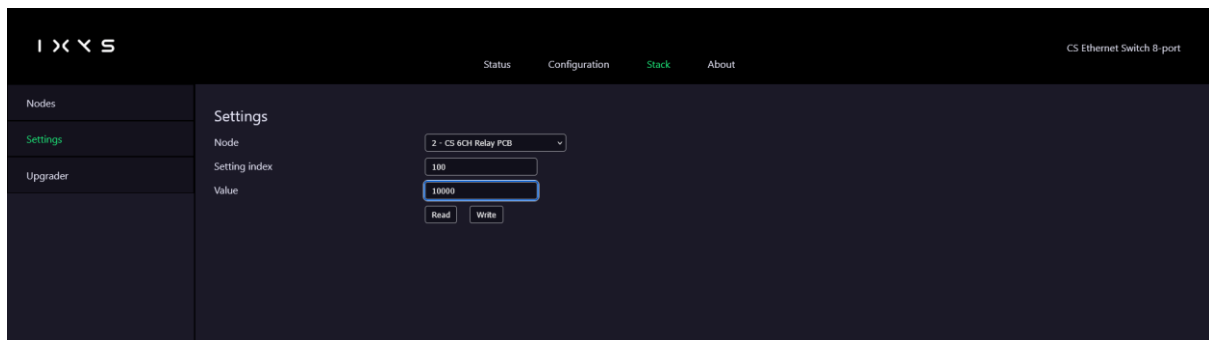 IXYS
CS Ethernet Switch 8-port
Status Configuration Stack About
Nodes
Settings
Upgrader
Settings
Node 2 - CS 6CH Relay PCB
Setting index 100
Value 10000
Read Write